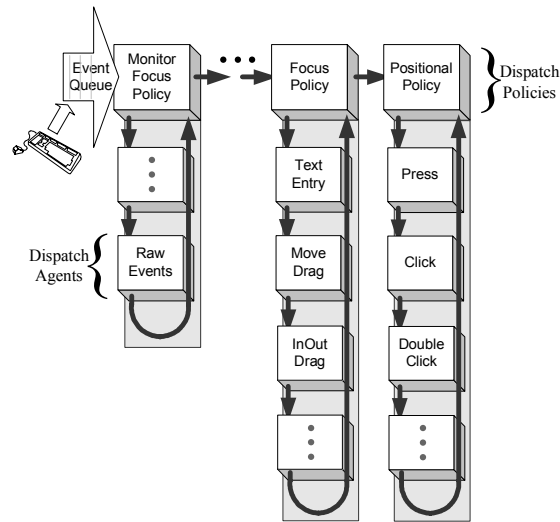 Event
Queue
Monitor
Focus
Policy
Focus
Policy
Positional
Policy
Dispatch
Policies
Text
Entry
Press
Dispatch
Agents
Raw
Events
Move
Drag
Click
InOut
Drag
Double
Click